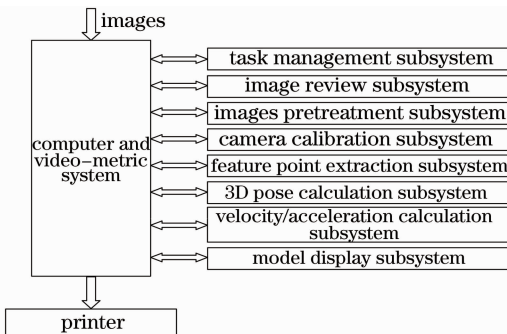 images
computer and
video-metric
system
task management subsystem
image review subsystem
images pretreatment subsystem
camera calibration subsystem
feature point extraction subsystem
3D pose calculation subsystem
velocity/acceleration calculation
subsystem
model display subsystem
printer